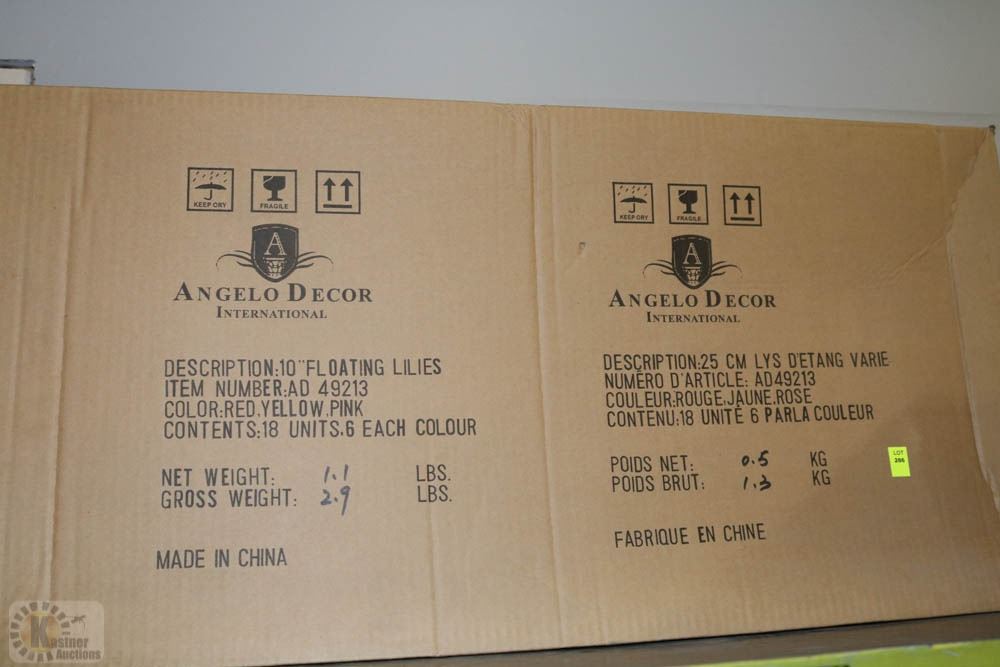 KEEP DRY
FRAGILE
A
ANGELO DECOR
INTERNATIONAL
DESCRIPTION:10"FLOATING LILIES
ITEM NUMBER:AD 49213
COLOR:RED.YELLOW.PINK
CONTENTS:18 UNITS.6 EACH COLOUR
NET WEIGHT: 1.1 LBS.
GROSS WEIGHT: 2.9 LBS.
MADE IN CHINA
KEEP DRY
FRAGILE
A
ANGELO DECOR
INTERNATIONAL
DESCRIPTION:25 CM LYS D'ETANG VARIE
NUMÉRO D'ARTICLE: AD49213
COULEUR:ROUGE.JAUNE.ROSE
CONTENU:18 UNITÉ 6 PARLA COULEUR
POIDS NET: 0.5 KG
POIDS BRUT: 1.3 KG
FABRIQUE EN CHINE
LOT
286
Kastner
Auctions